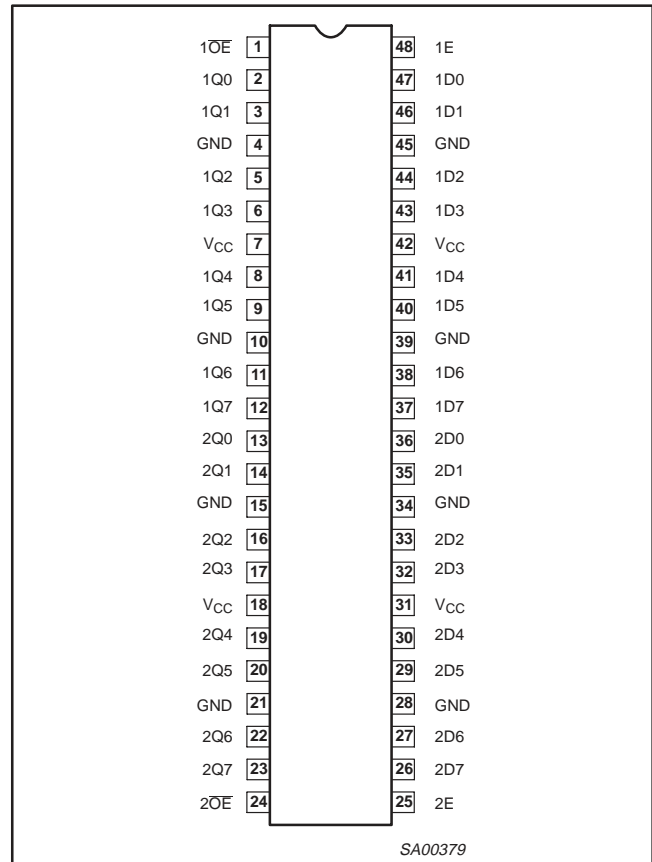 1O̅E̅ 1 48 1E
1Q0 2 47 1D0
1Q1 3 46 1D1
GND 4 45 GND
1Q2 5 44 1D2
1Q3 6 43 1D3
VCC 7 42 VCC
1Q4 8 41 1D4
1Q5 9 40 1D5
GND 10 39 GND
1Q6 11 38 1D6
1Q7 12 37 1D7
2Q0 13 36 2D0
2Q1 14 35 2D1
GND 15 34 GND
2Q2 16 33 2D2
2Q3 17 32 2D3
VCC 18 31 VCC
2Q4 19 30 2D4
2Q5 20 29 2D5
GND 21 28 GND
2Q6 22 27 2D6
2Q7 23 26 2D7
2O̅E̅ 24 25 2E
SA00379